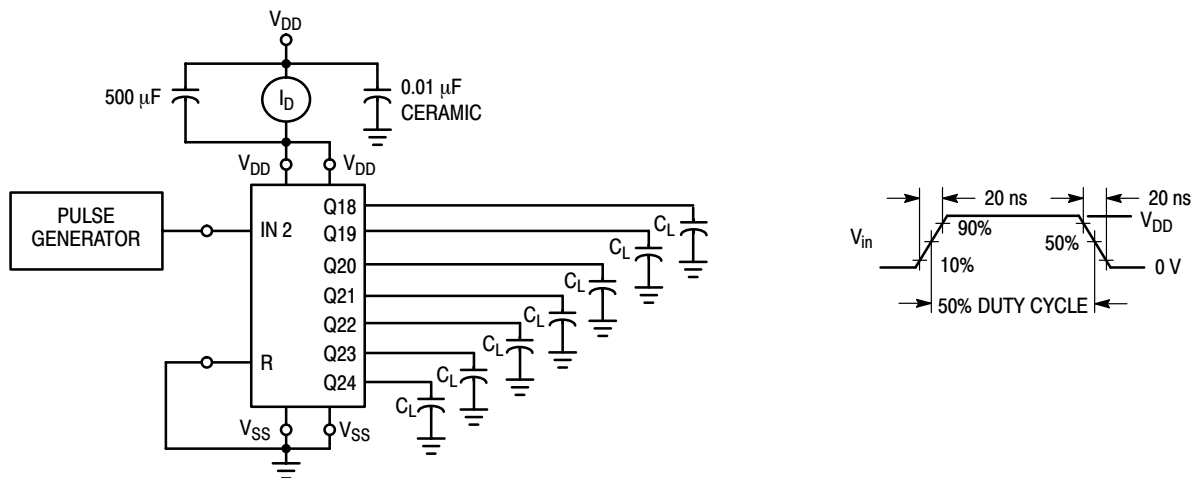 V_DD
500 μF
I_D
0.01 μF
CERAMIC
V_DD
V_DD
PULSE
GENERATOR
IN 2
R
Q18
Q19
Q20
Q21
Q22
Q23
Q24
C_L
C_L
C_L
C_L
C_L
C_L
C_L
V_SS
V_SS
20 ns
20 ns
V_in
90%
50%
V_DD
10%
0 V
50% DUTY CYCLE